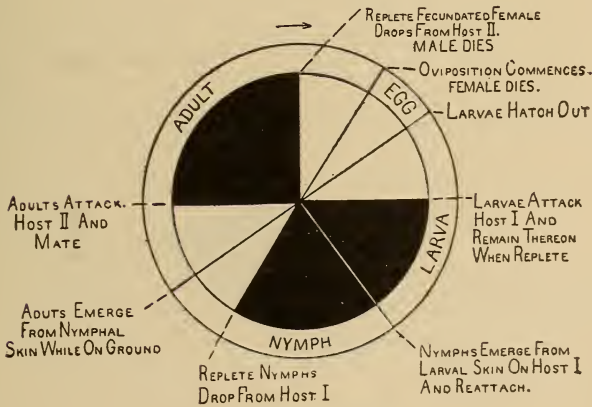 REPLETE FECUNDATED FEMALE
DROPS FROM HOST II.
MALE DIES
OVIPOSITION COMMENCES.
FEMALE DIES.
EGG
LARVAE HATCH OUT
ADULT
LARVAE ATTACK
HOST I AND
REMAIN THEREON
WHEN REPLETE
LARVA
ADULTS ATTACK.
HOST II AND
MATE
NYMPHS EMERGE FROM
LARVAL SKIN ON HOST I
AND REATTACH.
NYMPH
REPLETE NYMPHS
DROP FROM HOST I
ADUTS EMERGE
FROM NYMPHAL
SKIN WHILE ON GROUND